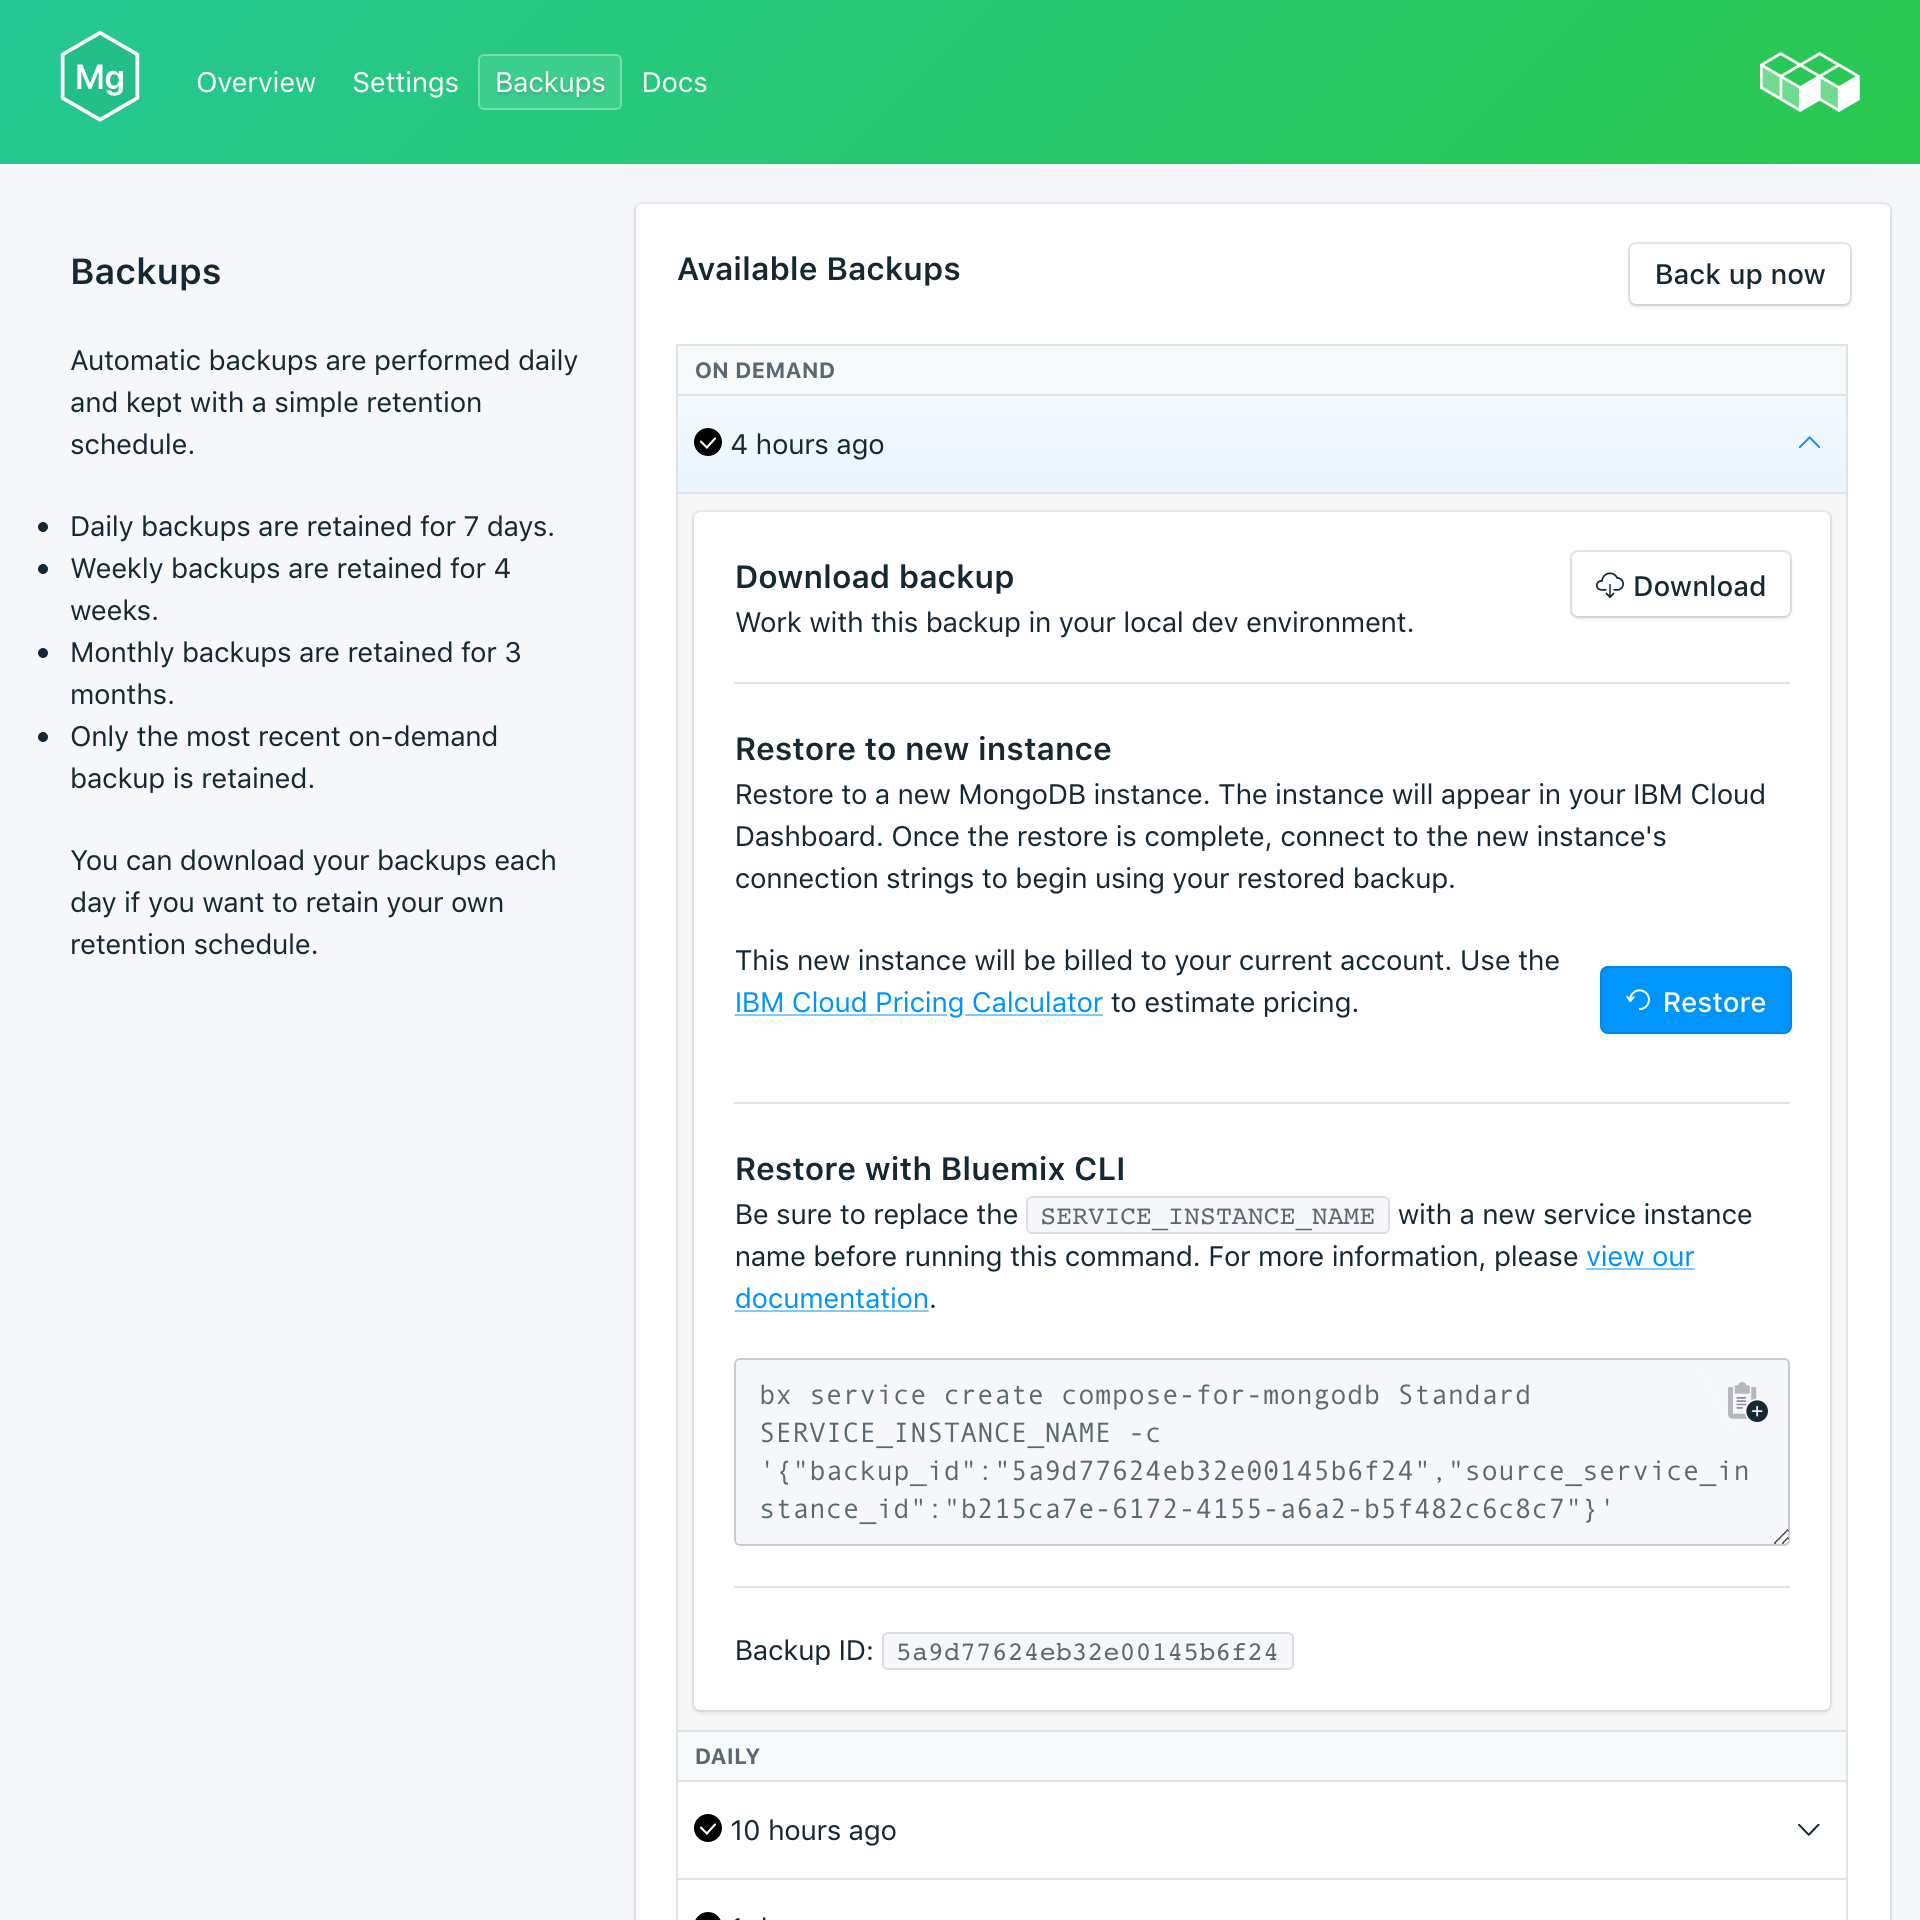 Mg
Overview
Settings
Backups
Docs
Backups
Automatic backups are performed daily
and kept with a simple retention
schedule.
Daily backups are retained for 7 days.
Weekly backups are retained for 4
weeks.
Monthly backups are retained for 3
months.
Only the most recent on-demand
backup is retained.
You can download your backups each
day if you want to retain your own
retention schedule.
Available Backups
Back up now
ON DEMAND
4 hours ago
Download backup
Download
Work with this backup in your local dev environment.
Restore to new instance
Restore to a new MongoDB instance. The instance will appear in your IBM Cloud
Dashboard. Once the restore is complete, connect to the new instance's
connection strings to begin using your restored backup.
This new instance will be billed to your current account. Use the
IBM Cloud Pricing Calculator to estimate pricing.
Restore
Restore with Bluemix CLI
Be sure to replace the SERVICE_INSTANCE_NAME with a new service instance
name before running this command. For more information, please view our
documentation.
bx service create compose-for-mongodb Standard
SERVICE_INSTANCE_NAME -c
'{"backup_id":"5a9d77624eb32e00145b6f24","source_service_in
stance_id":"b215ca7e-6172-4155-a6a2-b5f482c6c8c7"}'
Backup ID: 5a9d77624eb32e00145b6f24
DAILY
10 hours ago